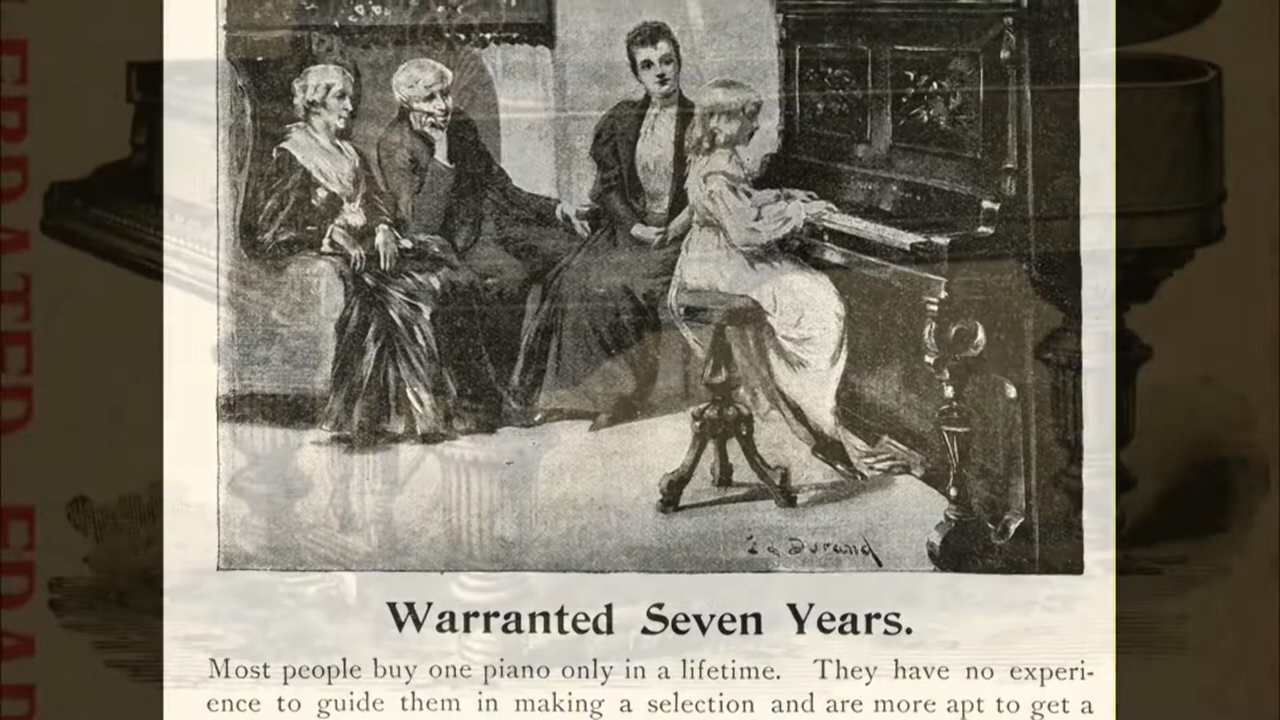 E & Durand
Warranted Seven Years.
Most people buy one piano only in a lifetime. They have no experi-
ence to guide them in making a selection and are more apt to get a